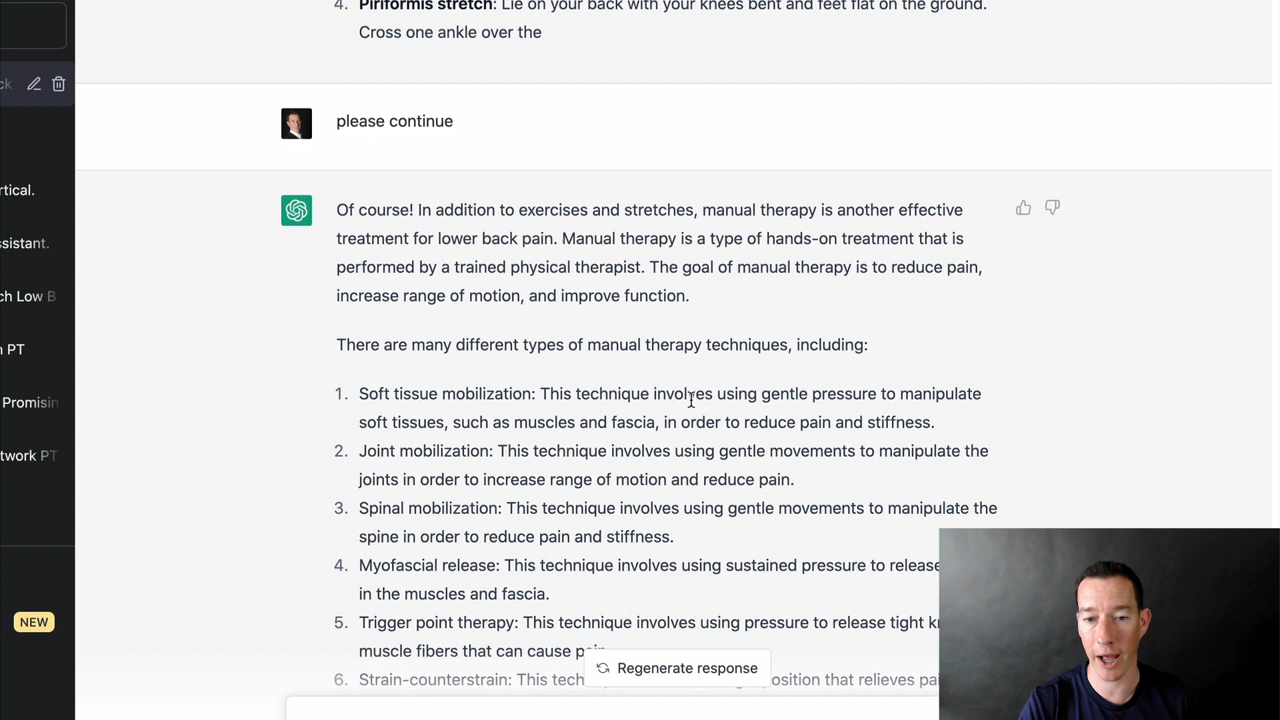 4. Piriformis stretch: Lie on your back with your knees bent and feet flat on the ground.
Cross one ankle over the
ck
please continue
rtical.
Of course! In addition to exercises and stretches, manual therapy is another effective
treatment for lower back pain. Manual therapy is a type of hands-on treatment that is
ssistant.
performed by a trained physical therapist. The goal of manual therapy is to reduce pain,
ch Low B
increase range of motion, and improve function.
n PT
There are many different types of manual therapy techniques, including:
Promisin
1. Soft tissue mobilization: This technique involves using gentle pressure to manipulate
soft tissues, such as muscles and fascia, in order to reduce pain and stiffness.
twork PT
2. Joint mobilization: This technique involves using gentle movements to manipulate the
joints in order to increase range of motion and reduce pain.
3. Spinal mobilization: This technique involves using gentle movements to manipulate the
spine in order to reduce pain and stiffness.
4. Myofascial release: This technique involves using sustained pressure to release
in the muscles and fascia.
NEW
5. Trigger point therapy: This technique involves using pressure to release tight
muscle fibers that can cause
Regenerate response
6. Strain-counterstrain: This position that relieves